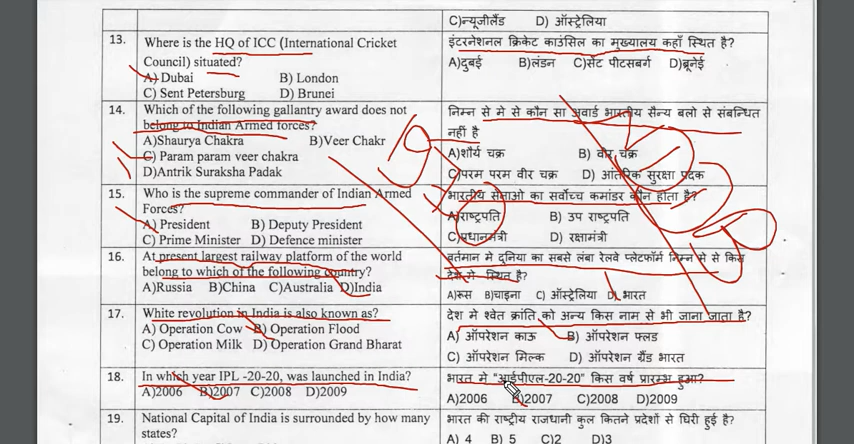 C)न्यूजीलैंड D) ऑस्ट्रेलिया
13. Where is the HQ of ICC (International Cricket
Council) situated?
A) Dubai B) London
C) Sent Petersburg D) Brunei
इंटरनेशनल क्रिकेट काउंसिल का मुख्यालय कहाँ स्थित है?
A)दुबई B)लंडन C)सेंट पीटसबर्ग D)ब्रूनेई
14. Which of the following gallantry award does not
belong to Indian Armed forces?
A)Shaurya Chakra B)Veer Chakr
C) Param param veer chakra
D)Antrik Suraksha Padak
निम्न से मे से कौन सा अवार्ड भारतीय सैन्य बलो से संबन्धित
नहीं है
A)शौर्य चक्र B) वीर चक्र
C)परम परम वीर चक्र D) आंतरिक सुरक्षा पदक
15. Who is the supreme commander of Indian Armed
Forces?
A) President B) Deputy President
C) Prime Minister D) Defence minister
भारतीय सेनाओ का सर्वोच्च कमांडर कौन होता है?
A)राष्ट्रपति B) उप राष्ट्रपति
C)प्रधानमंत्री D) रक्षामंत्री
16. At present largest railway platform of the world
belong to which of the following country?
A)Russia B)China C)Australia D)India
वर्तमान मे दुनिया का सबसे लंबा रेलवे प्लेटफॉर्म निम्न मे से किस
देश मे स्थित है?
A)रूस B)चाइना C) ऑस्ट्रेलिया D) भारत
17. White revolution in India is also known as?
A) Operation Cow B) Operation Flood
C) Operation Milk D) Operation Grand Bharat
देश मे श्वेत क्रांति को अन्य किस नाम से भी जाना जाता है?
A) ऑपरेशन काऊ B) ऑपरेशन फ्लड
C) ऑपरेशन मिल्क D) ऑपरेशन ग्रैंड भारत
18. In which year IPL -20-20, was launched in India?
A)2006 B)2007 C)2008 D)2009
भारत मे "आईपीएल-20-20" किस वर्ष प्रारम्भ हुआ?
A)2006 B)2007 C)2008 D)2009
19. National Capital of India is surrounded by how many
states?
भारत की राष्ट्रीय राजधानी कुल कितने प्रदेशों से घिरी हुई है?
A) 4 B) 5 C)2 D)3